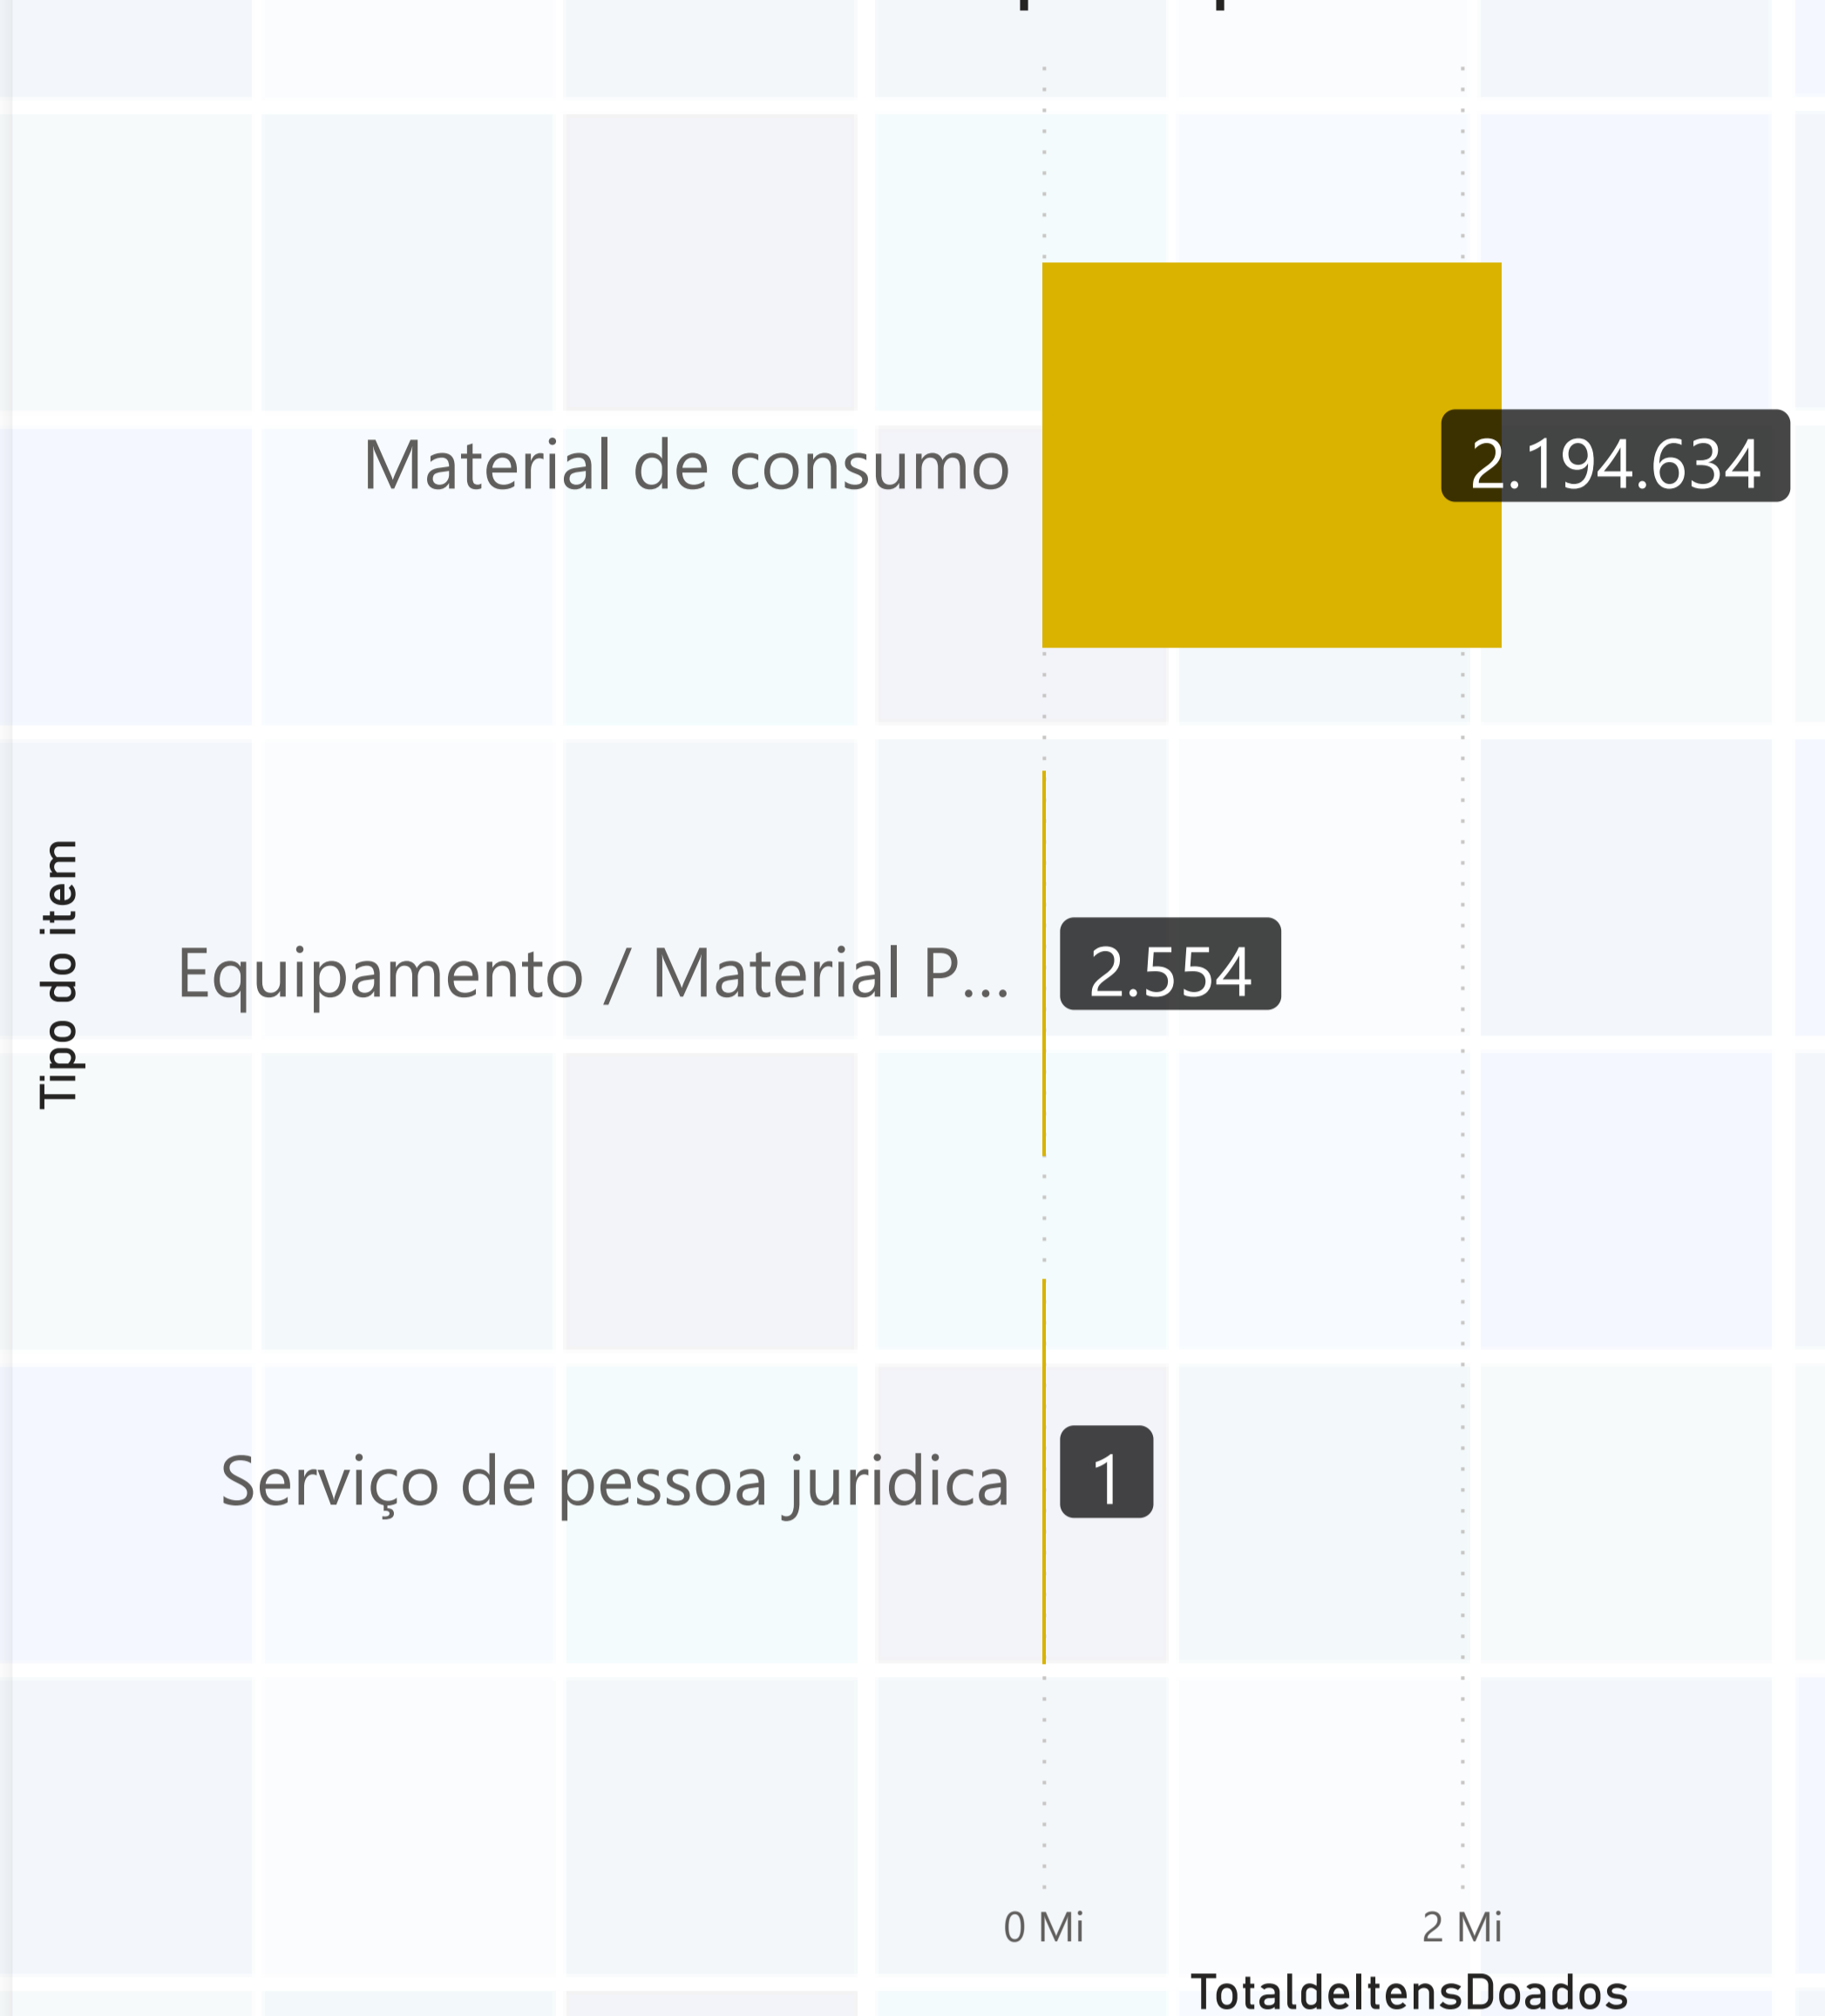 Material de consumo
2.194.634
Tipo do item
Equipamento / Material P...
2.554
Serviço de pessoa juridica
1
0 Mi
2 Mi
TotaldeItensDoados